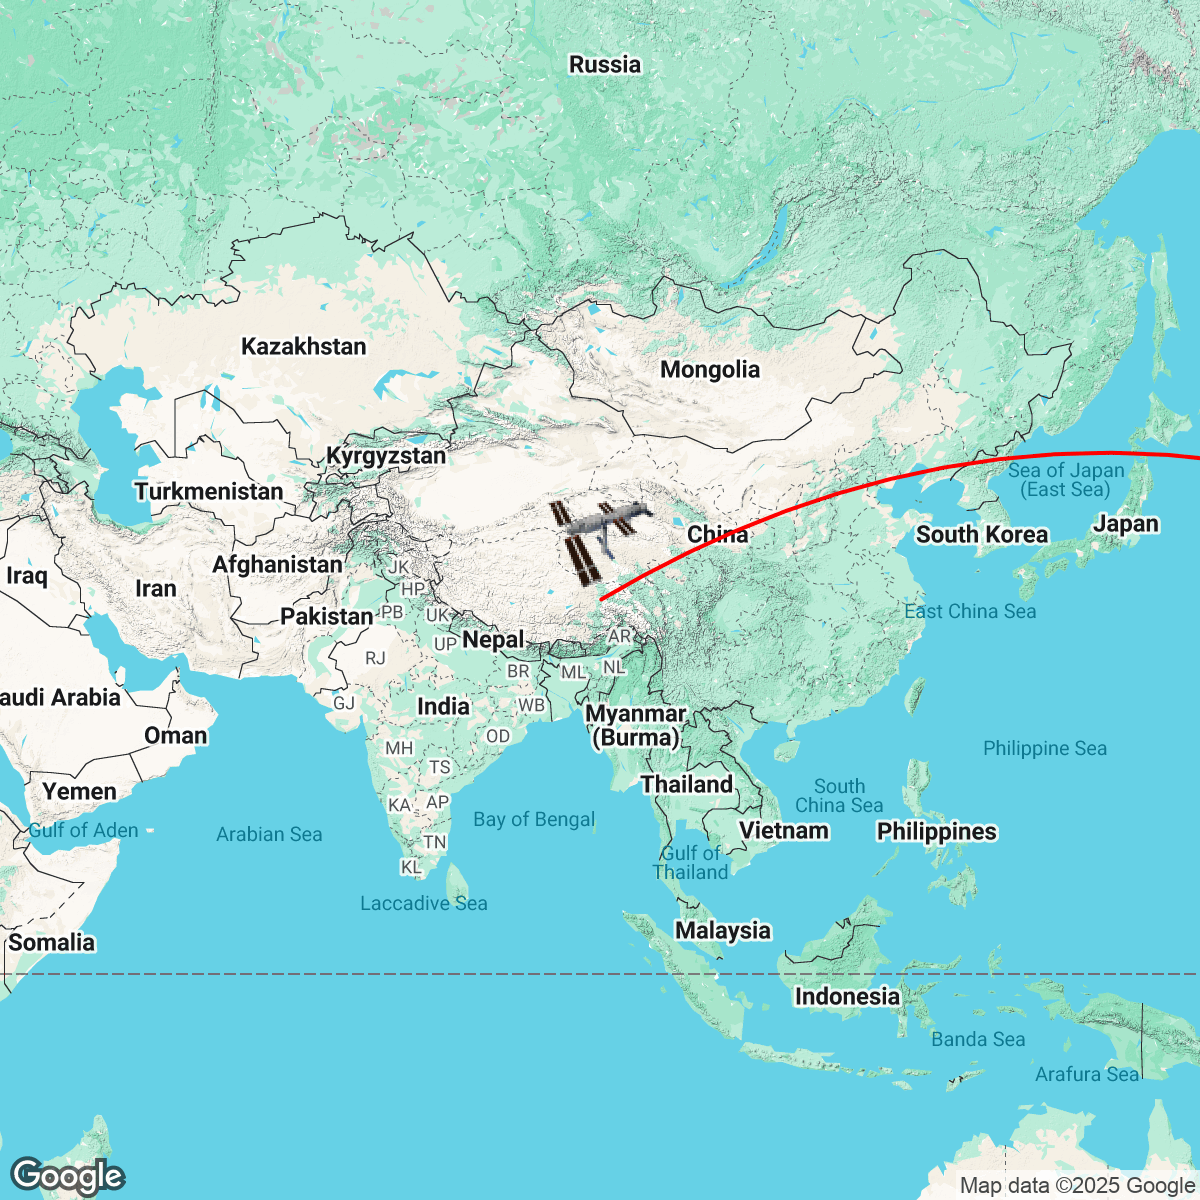 Russia
Kazakhstan
Mongolia
Kyrgyzstan
Turkmenistan
Sea of Japan
(East Sea)
Japan
China
South Korea
Afghanistan
JK
Iraq
Iran
HP
Pakistan
PB
UK
East China Sea
Nepal
UP
AR
RJ
BR
ML
NL
audi Arabia
GJ
India
WB
Myanmar
(Burma)
Oman
OD
MH
Philippine Sea
TS
Thailand
Yemen
South
China Sea
KA
AP
Gulf of Aden
Arabian Sea
Bay of Bengal
Vietnam
Philippines
TN
KL
Gulf of
Thailand
Laccadive Sea
Somalia
Malaysia
Indonesia
Banda Sea
Arafura Sea
Google
Map data ©2025 Google